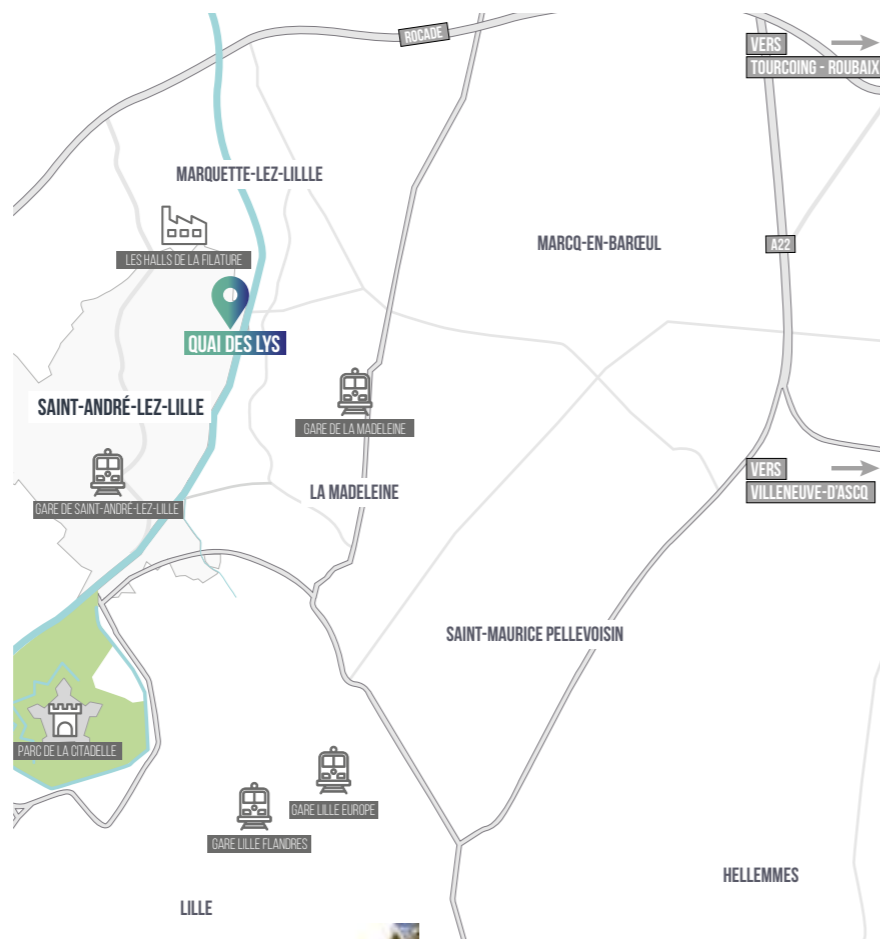 ROCADE
VERS
TOURCOING - ROUBAIX
MARQUETTE-LEZ-LILLLE
MARCQ-EN-BARŒUL
A22
LES HALLS DE LA FILATURE
QUAI DES LYS
SAINT-ANDRÉ-LEZ-LILLE
GARE DE LA MADELEINE
VERS
VILLENEUVE-D'ASCQ
LA MADELEINE
GARE DE SAINT-ANDRÉ-LEZ-LILLE
SAINT-MAURICE PELLEVOISIN
PARC DE LA CITADELLE
GARE LILLE EUROPE
GARE LILLE FLANDRES
HELLEMMES
LILLE